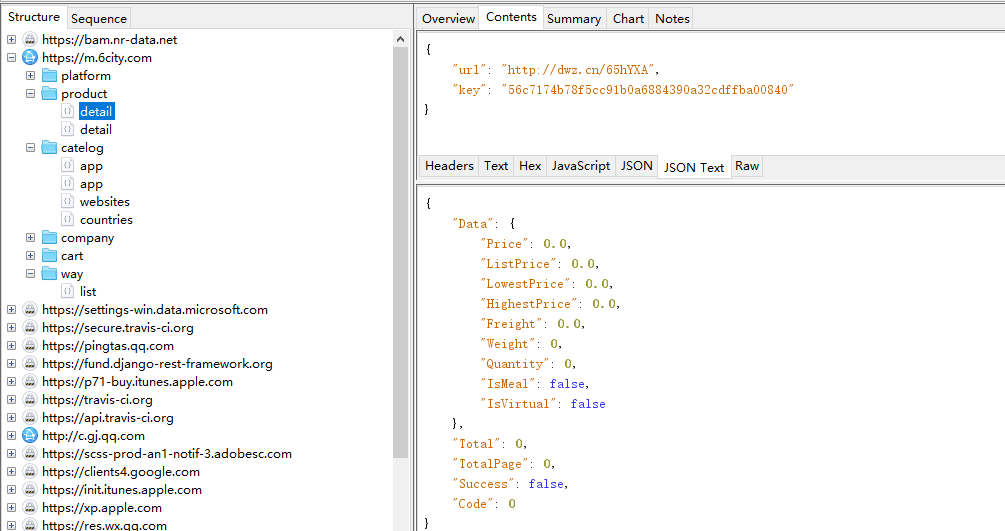 Structure Sequence
https://bam.nr-data.net
https://m.6city.com
platform
product
detail
detail
catelog
app
app
websites
countries
company
cart
way
list
https://settings-win.data.microsoft.com
https://secure.travis-ci.org
https://pingtas.qq.com
https://fund.django-rest-framework.org
https://p71-buy.itunes.apple.com
https://travis-ci.org
https://api.travis-ci.org
http://c.gj.qq.com
https://scss-prod-an1-notif-3.adobesc.com
https://clients4.google.com
https://init.itunes.apple.com
https://xp.apple.com
https://res.wx.qq.com
Overview Contents Summary Chart Notes
{
"url": "http://dwz.cn/65hYXA",
"key": "56c7174b78f5cc91b0a6884390a32cdffba00840"
}
Headers Text Hex JavaScript JSON JSON Text Raw
{
"Data": {
"Price": 0.0,
"ListPrice": 0.0,
"LowestPrice": 0.0,
"HighestPrice": 0.0,
"Freight": 0.0,
"Weight": 0,
"Quantity": 0,
"IsMeal": false,
"IsVirtual": false
},
"Total": 0,
"TotalPage": 0,
"Success": false,
"Code": 0
}